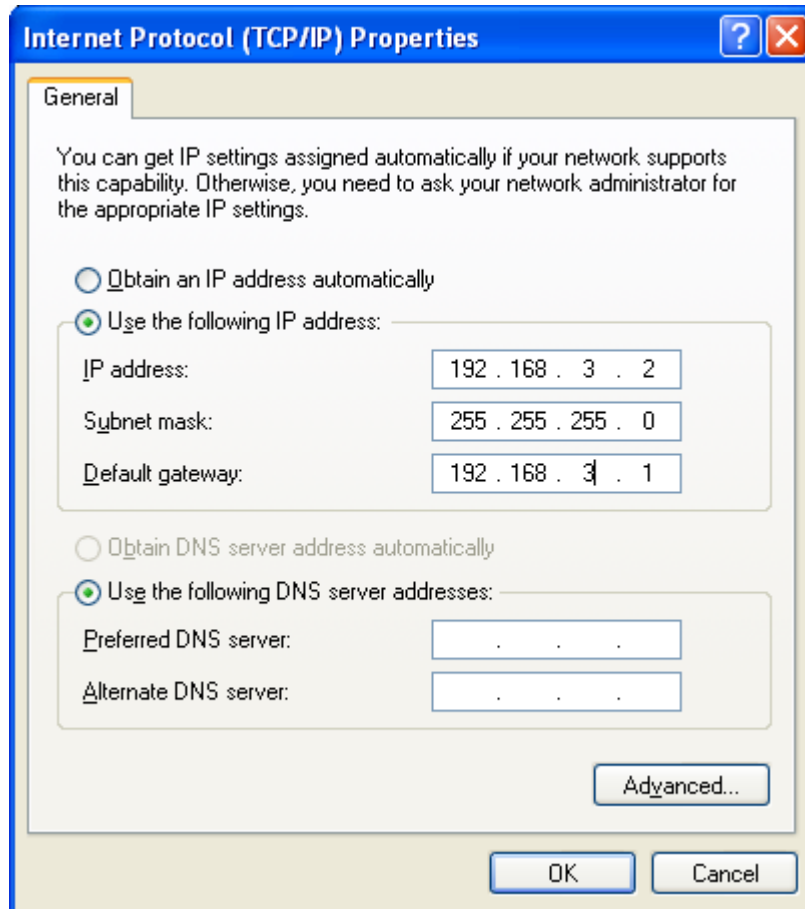 Internet Protocol (TCP/IP) Properties
General
You can get IP settings assigned automatically if your network supports
this capability. Otherwise, you need to ask your network administrator for
the appropriate IP settings.
Obtain an IP address automatically
Use the following IP address:
IP address: 192 . 168 . 3 . 2
Subnet mask: 255 . 255 . 255 . 0
Default gateway: 192 . 168 . 3 . 1
Obtain DNS server address automatically
Use the following DNS server addresses:
Preferred DNS server: . . .
Alternate DNS server: . . .
Advanced...
OK Cancel